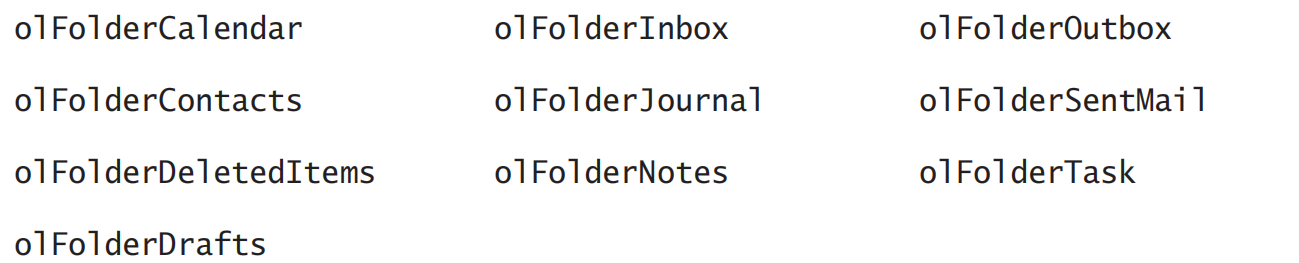 olFolderCalendar olFolderInbox olFolderOutbox
olFolderContacts olFolderJournal olFolderSentMail
olFolderDeletedItems olFolderNotes olFolderTask
olFolderDrafts